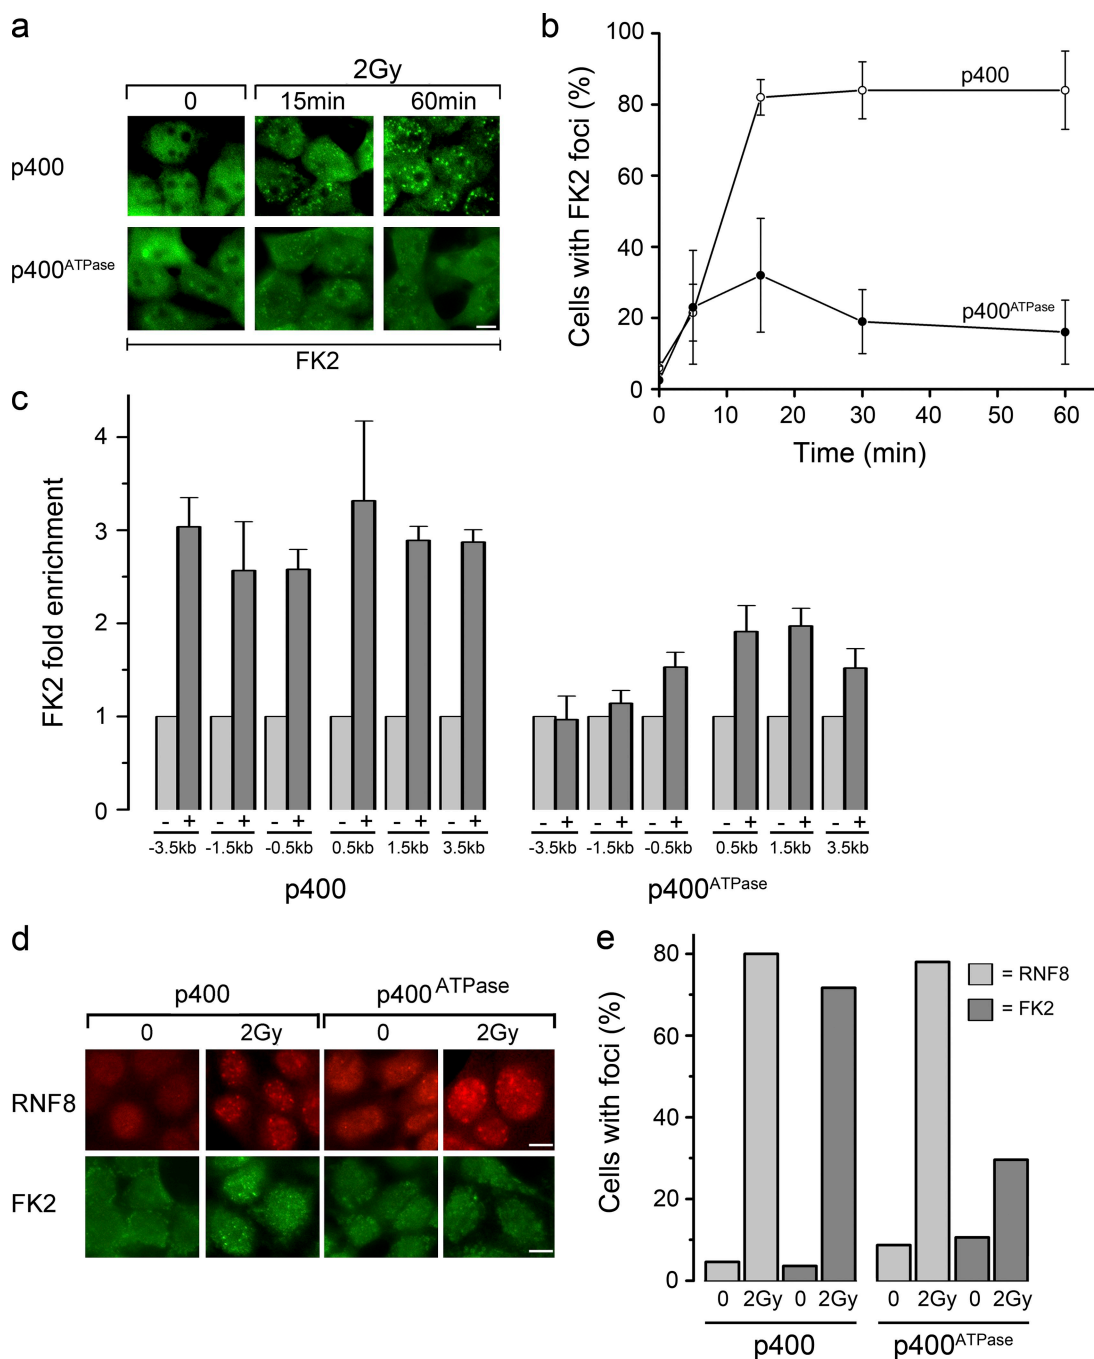 a
2Gy
0 15min 60min
p400
p400ATPase
FK2
b
Cells with FK2 foci (%)
100
80
60
40
20
0
p400
p400ATPase
0 10 20 30 40 50 60
Time (min)
c
FK2 fold enrichment
4
3
2
1
0
- + - + - + - + - + - + - + - + - + - + - + - +
-3.5kb -1.5kb -0.5kb 0.5kb 1.5kb 3.5kb -3.5kb -1.5kb -0.5kb 0.5kb 1.5kb 3.5kb
p400 p400ATPase
d
p400 p400ATPase
0 2Gy 0 2Gy
RNF8
FK2
e
Cells with foci (%)
80
60
40
20
0
= RNF8
= FK2
0 2Gy 0 2Gy 0 2Gy 0 2Gy
p400 p400ATPase